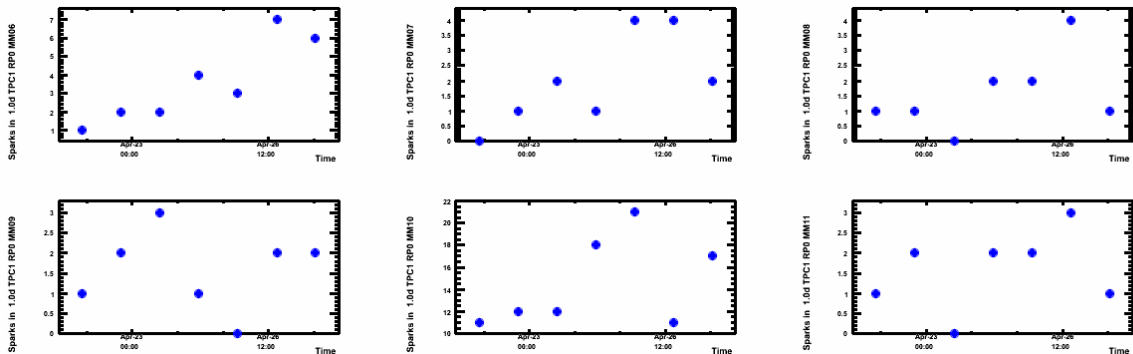 Sparks in 1.0d TPC1 RP0 MM06
7
6
5
4
3
2
1
Apr-23
00:00
Apr-26
12:00
Time
Sparks in 1.0d TPC1 RP0 MM07
4
3.5
3
2.5
2
1.5
1
0.5
0
Apr-23
00:00
Apr-26
12:00
Time
Sparks in 1.0d TPC1 RP0 MM08
4
3.5
3
2.5
2
1.5
1
0.5
0
Apr-23
00:00
Apr-26
12:00
Time
Sparks in 1.0d TPC1 RP0 MM09
3
2.5
2
1.5
1
0.5
0
Apr-23
00:00
Apr-26
12:00
Time
Sparks in 1.0d TPC1 RP0 MM10
22
20
18
16
14
12
10
Apr-23
00:00
Apr-26
12:00
Time
Sparks in 1.0d TPC1 RP0 MM11
3
2.5
2
1.5
1
0.5
0
Apr-23
00:00
Apr-26
12:00
Time